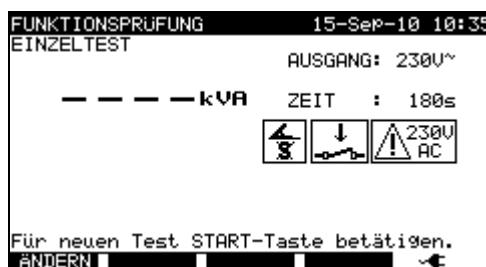 FUNKTIONSPRÜFUNG 15-Sep-10 10:35
EINZELTEST
AUSGANG: 230V~
----kVA ZEIT : 180s
230V
AC
Für neuen Test START-Taste betätigen.
ÄNDERN